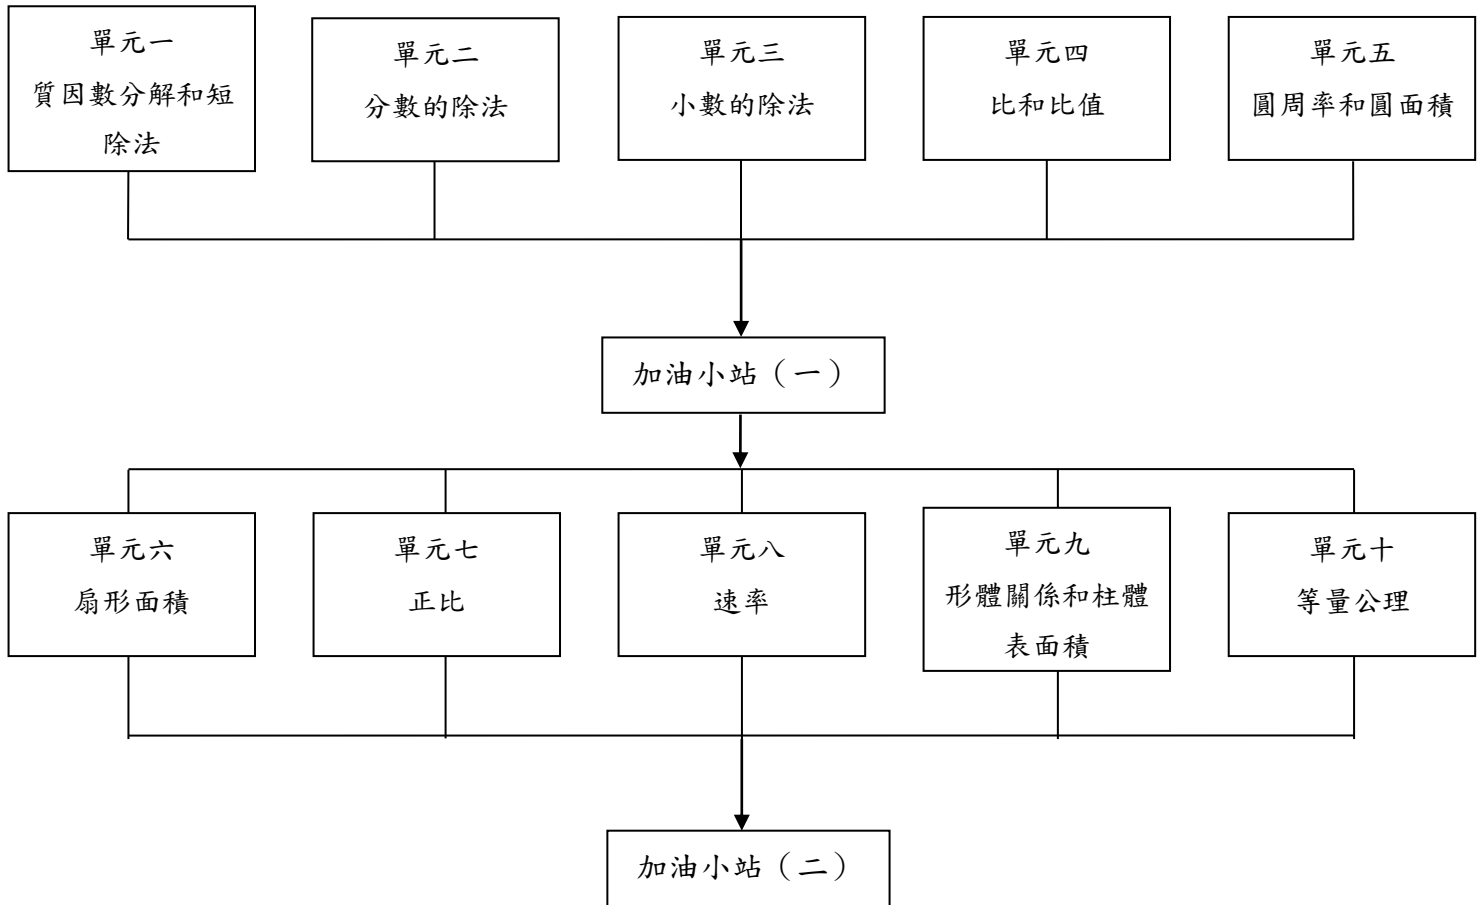 單元一
質因數分解和短
除法
單元二
分數的除法
單元三
小數的除法
單元四
比和比值
單元五
圓周率和圓面積
加油小站（一）
單元六
扇形面積
單元七
正比
單元八
速率
單元九
形體關係和柱體
表面積
單元十
等量公理
加油小站（二）